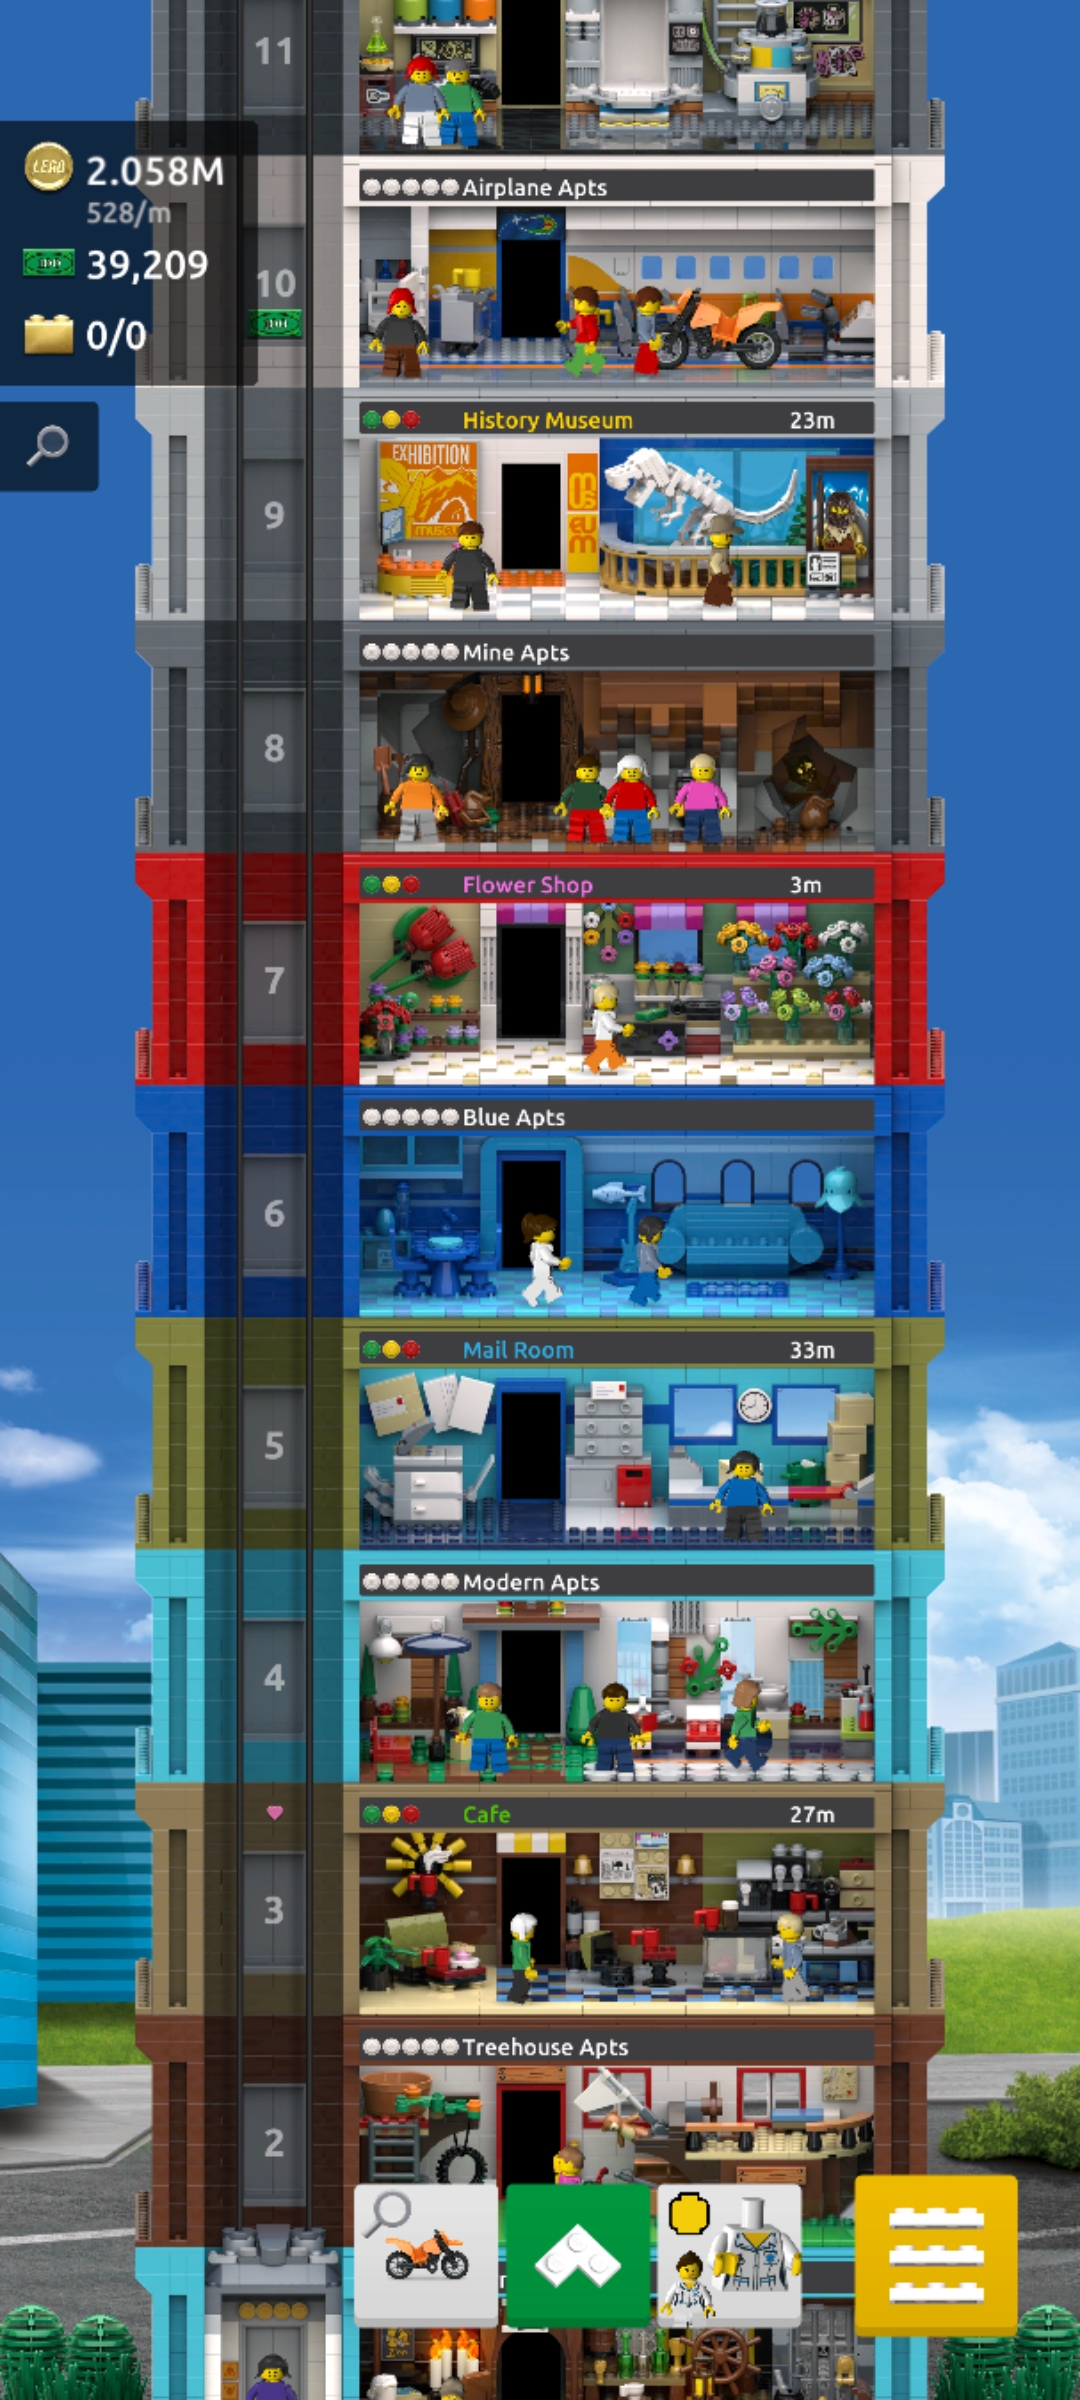 11
LEGO
2.058M
528/m
39,209
0/0
Airplane Apts
10
History Museum 23m
EXHIBITION
MUS
EUM
9
Mine Apts
8
Flower Shop 3m
7
Blue Apts
6
Mail Room 33m
5
Modern Apts
4
Cafe 27m
3
Treehouse Apts
2